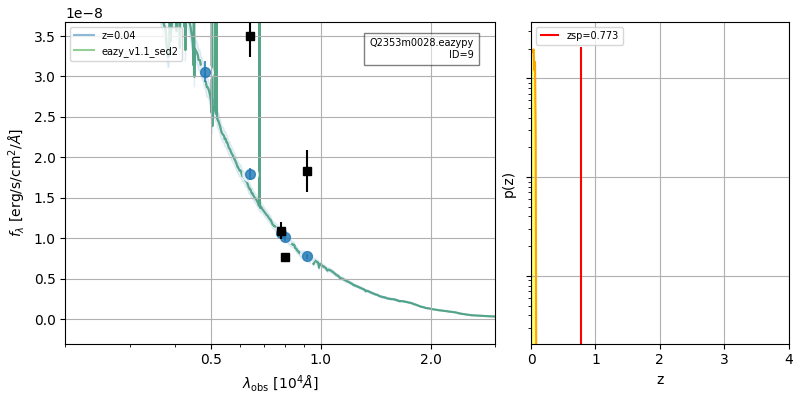 1e−8
z=0.04
eazy_v1.1_sed2
Q2353m0028.eazypy
ID=9
3.5
3.0
2.5
2.0
1.5
1.0
0.5
0.0
f_λ [erg/s/cm²/Å]
0.5
1.0
2.0
λ_obs [10⁴Å]
zsp=0.773
p(z)
0
1
2
3
4
z